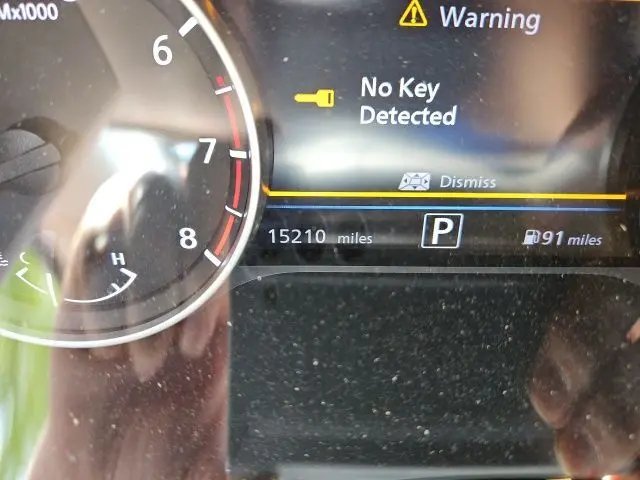 Mx1000
6
7
8
C H
Warning
No Key
Detected
Dismiss
15210 miles P 91 miles